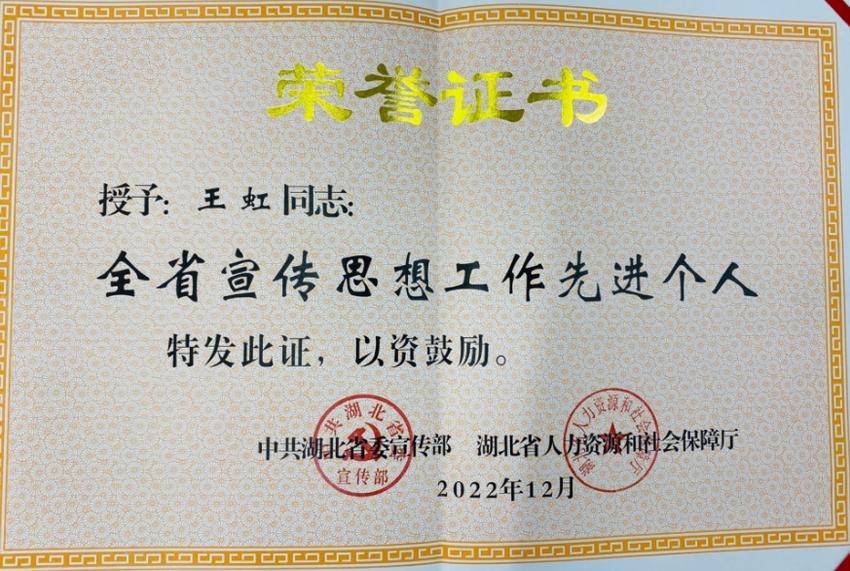 荣誉证书
授予：王虹同志：
全省宣传思想工作先进个人
特发此证，以资鼓励。
中共湖北省委宣传部 湖北省人力资源和社会保障厅
2022年12月
宣传部